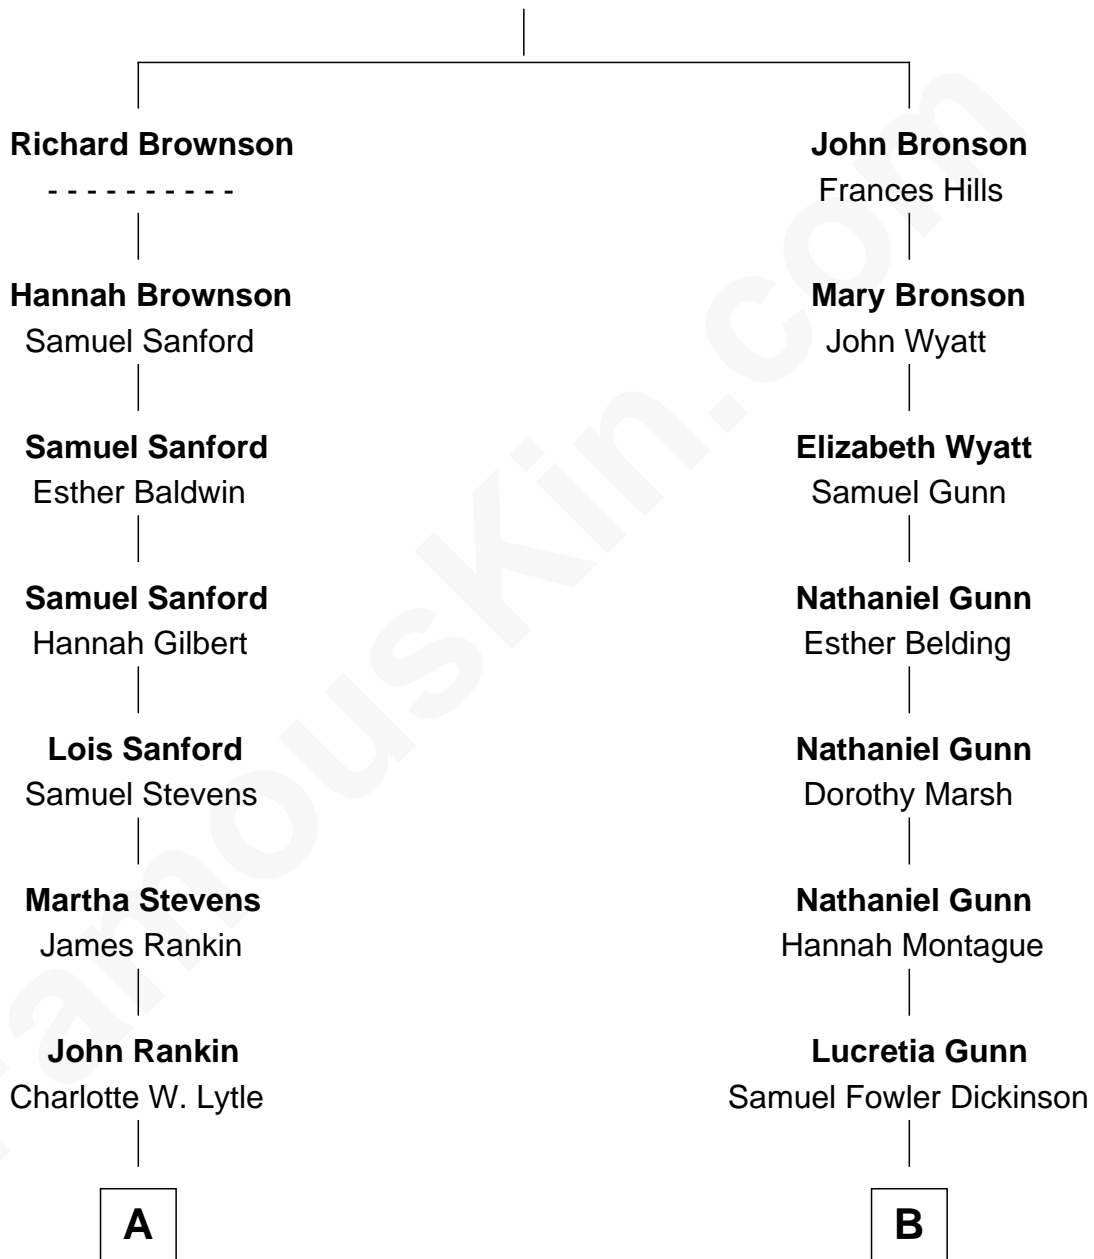 Richard Brownson
- - - - - - - - - -
Hannah Brownson
Samuel Sanford
Samuel Sanford
Esther Baldwin
Samuel Sanford
Hannah Gilbert
Lois Sanford
Samuel Stevens
Martha Stevens
James Rankin
John Rankin
Charlotte W. Lytle
A
John Bronson
Frances Hills
Mary Bronson
John Wyatt
Elizabeth Wyatt
Samuel Gunn
Nathaniel Gunn
Esther Belding
Nathaniel Gunn
Dorothy Marsh
Nathaniel Gunn
Hannah Montague
Lucretia Gunn
Samuel Fowler Dickinson
B
FamousKin.com